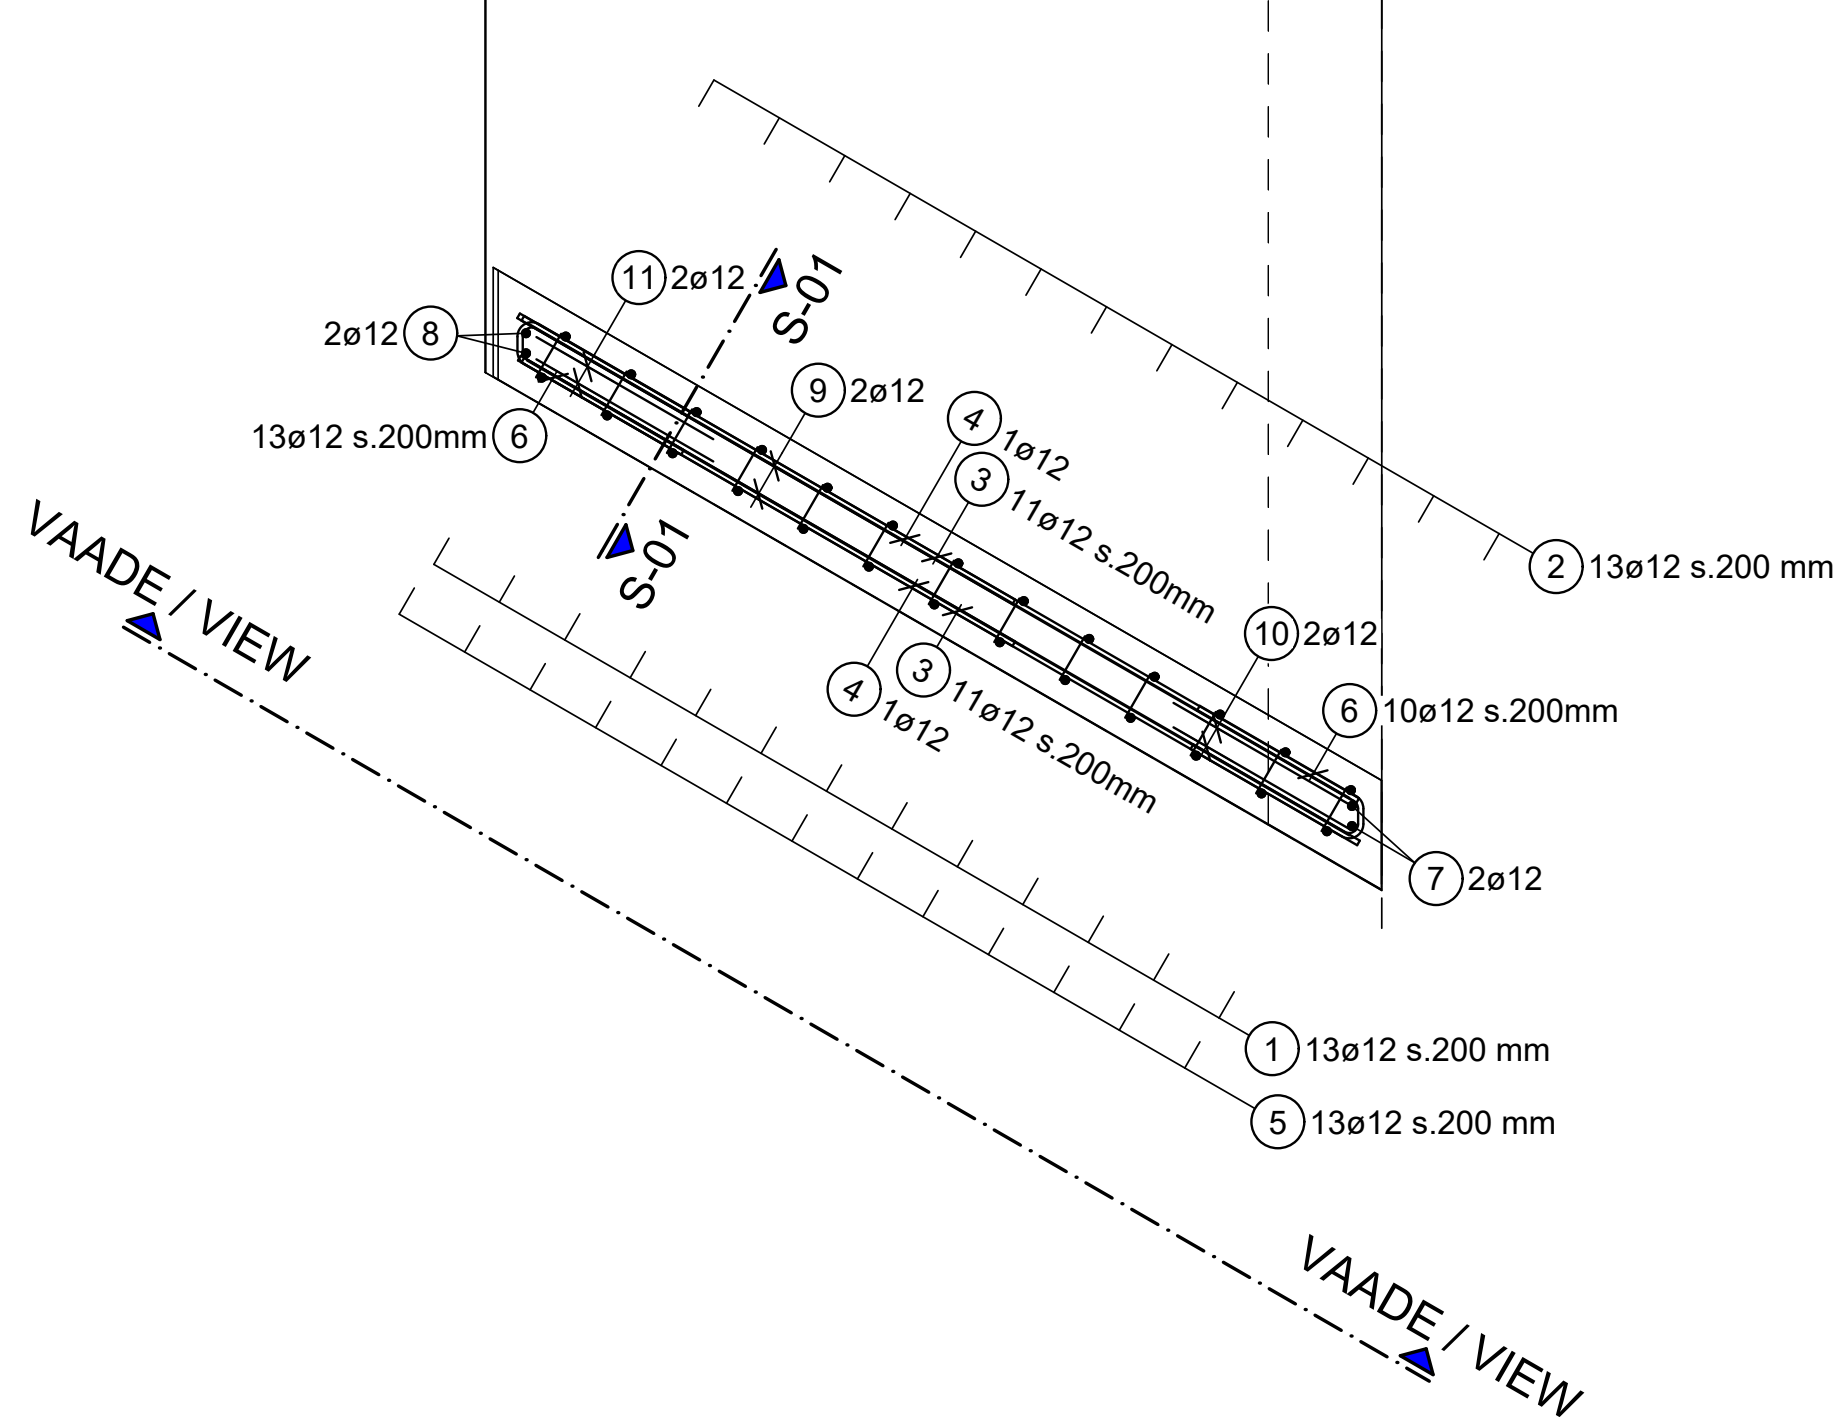 11 2ø12
S-01
2ø12 8
9 2ø12
4 1ø12
13ø12 s.200mm 6
3 11ø12 s.200mm
S-01
2 13ø12 s.200 mm
VAADE / VIEW
10 2ø12
3 11ø12 s.200mm
4 1ø12
6 10ø12 s.200mm
7 2ø12
1 13ø12 s.200 mm
5 13ø12 s.200 mm
VAADE / VIEW